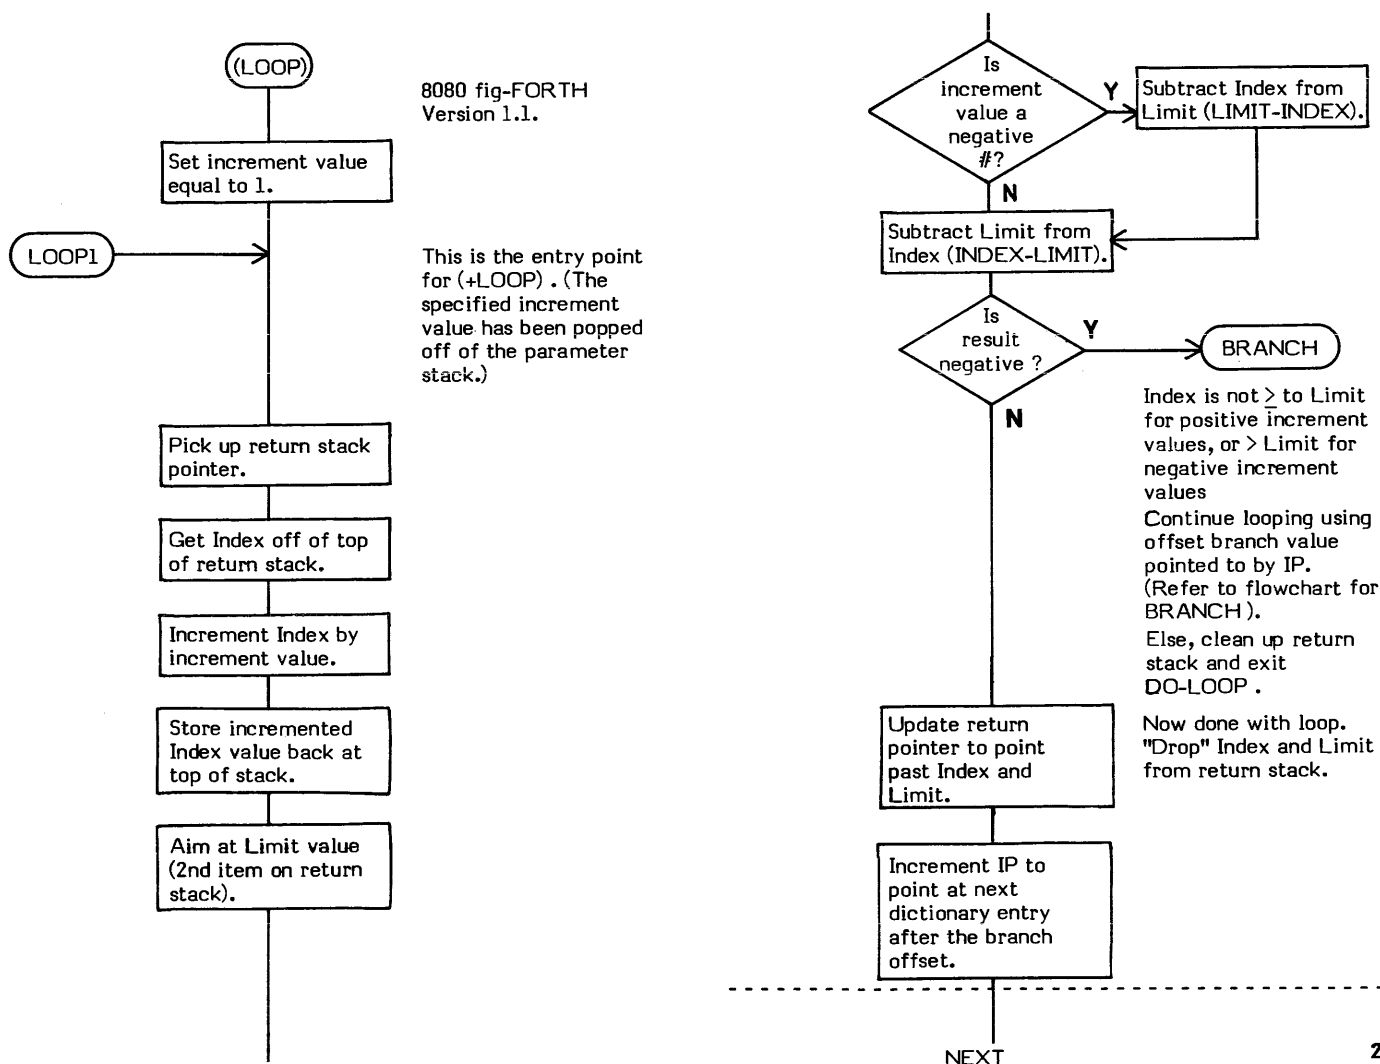 (LOOP)
8080 fig-FORTH
Version 1.1.
Set increment value
equal to 1.
LOOP1
This is the entry point
for (+LOOP) . (The
specified increment
value has been popped
off of the parameter
stack.)
Pick up return stack
pointer.
Get Index off of top
of return stack.
Increment Index by
increment value.
Store incremented
Index value back at
top of stack.
Aim at Limit value
(2nd item on return
stack).
Is
increment
value a
negative
#?
Y
Subtract Index from
Limit (LIMIT-INDEX).
N
Subtract Limit from
Index (INDEX-LIMIT).
Is
result
negative ?
Y
BRANCH
N
Index is not ≥ to Limit
for positive increment
values, or > Limit for
negative increment
values
Continue looping using
offset branch value
pointed to by IP.
(Refer to flowchart for
BRANCH ).
Else, clean up return
stack and exit
DO-LOOP .
Update return
pointer to point
past Index and
Limit.
Now done with loop.
"Drop" Index and Limit
from return stack.
Increment IP to
point at next
dictionary entry
after the branch
offset.
NEXT
2